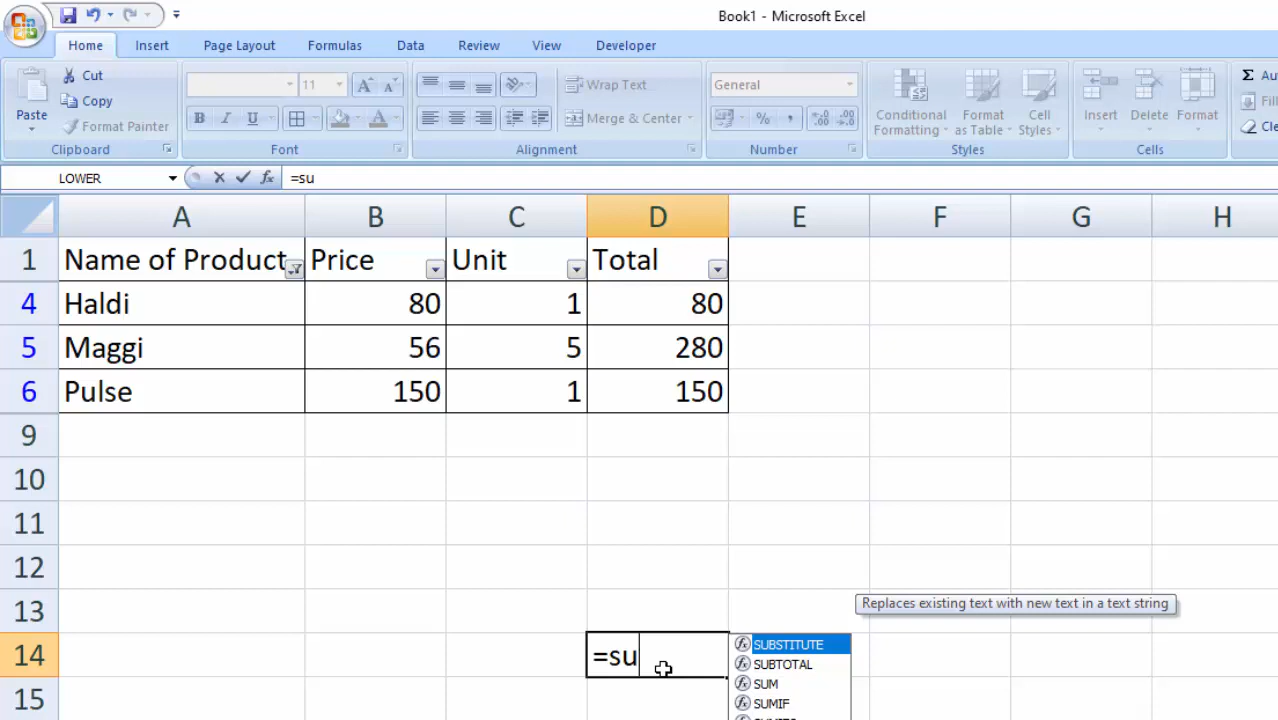 Book1 - Microsoft Excel
Home Insert Page Layout Formulas Data Review View Developer
Cut
Copy
Format Painter
Paste
11
Wrap Text
Merge & Center
General
Conditional Formatting
Format as Table
Cell Styles
Insert Delete Format
Σ Au
Fil
Cle
Clipboard Font Alignment Number Styles Cells
LOWER fx =su
A B C D E F G H
1 Name of Product Price Unit Total
4 Haldi 80 1 80
5 Maggi 56 5 280
6 Pulse 150 1 150
9
10
11
12
13
Replaces existing text with new text in a text string
14 =su SUBSTITUTE
SUBTOTAL
SUM
SUMIF
15